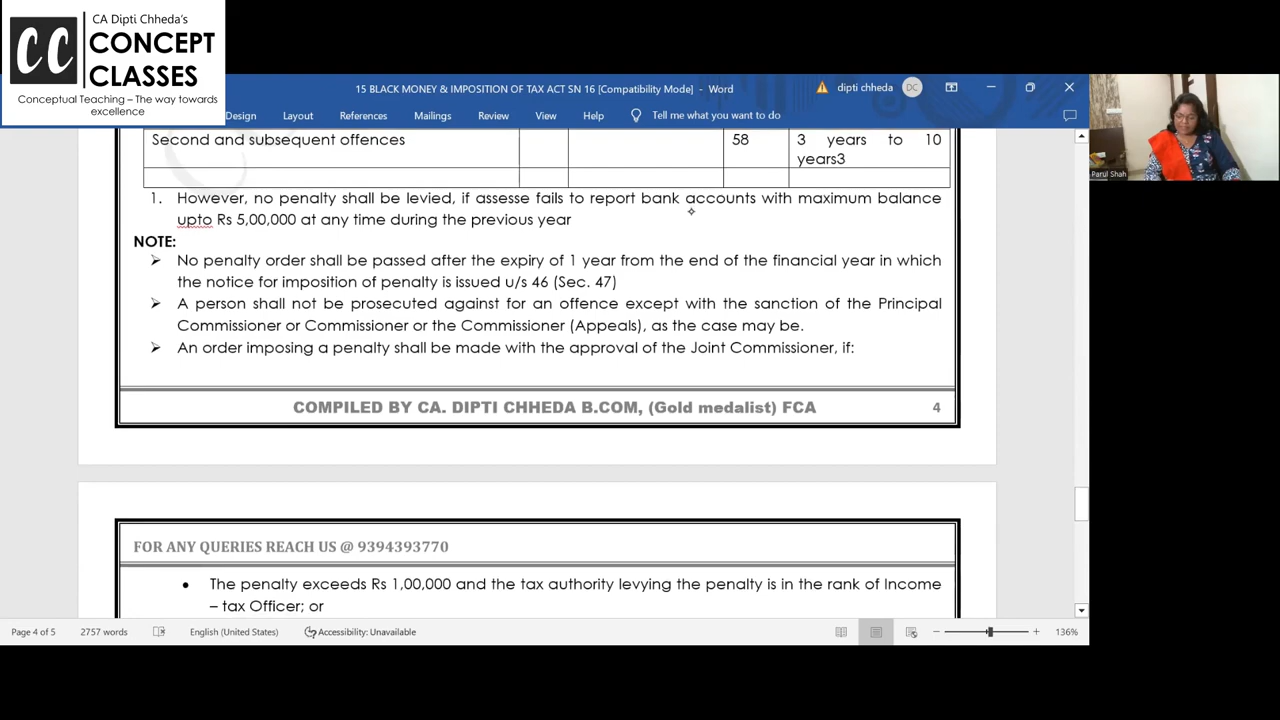 CA Dipti Chheda's
CONCEPT
CLASSES
CC
Conceptual Teaching – The way towards
excellence
15 BLACK MONEY & IMPOSITION OF TAX ACT SN 16 [Compatibility Mode] - Word
dipti chheda
DC
Design Layout References Mailings Review View Help Tell me what you want to do
Parul Shah
Second and subsequent offences 58 3 years to 10
years3
1. However, no penalty shall be levied, if assesse fails to report bank accounts with maximum balance
upto Rs 5,00,000 at any time during the previous year
NOTE:
➢ No penalty order shall be passed after the expiry of 1 year from the end of the financial year in which
the notice for imposition of penalty is issued u/s 46 (Sec. 47)
➢ A person shall not be prosecuted against for an offence except with the sanction of the Principal
Commissioner or Commissioner or the Commissioner (Appeals), as the case may be.
➢ An order imposing a penalty shall be made with the approval of the Joint Commissioner, if:
COMPILED BY CA. DIPTI CHHEDA B.COM, (Gold medalist) FCA 4
FOR ANY QUERIES REACH US @ 9394393770
• The penalty exceeds Rs 1,00,000 and the tax authority levying the penalty is in the rank of Income
– tax Officer; or
Page 4 of 5 2757 words English (United States) Accessibility: Unavailable 136%